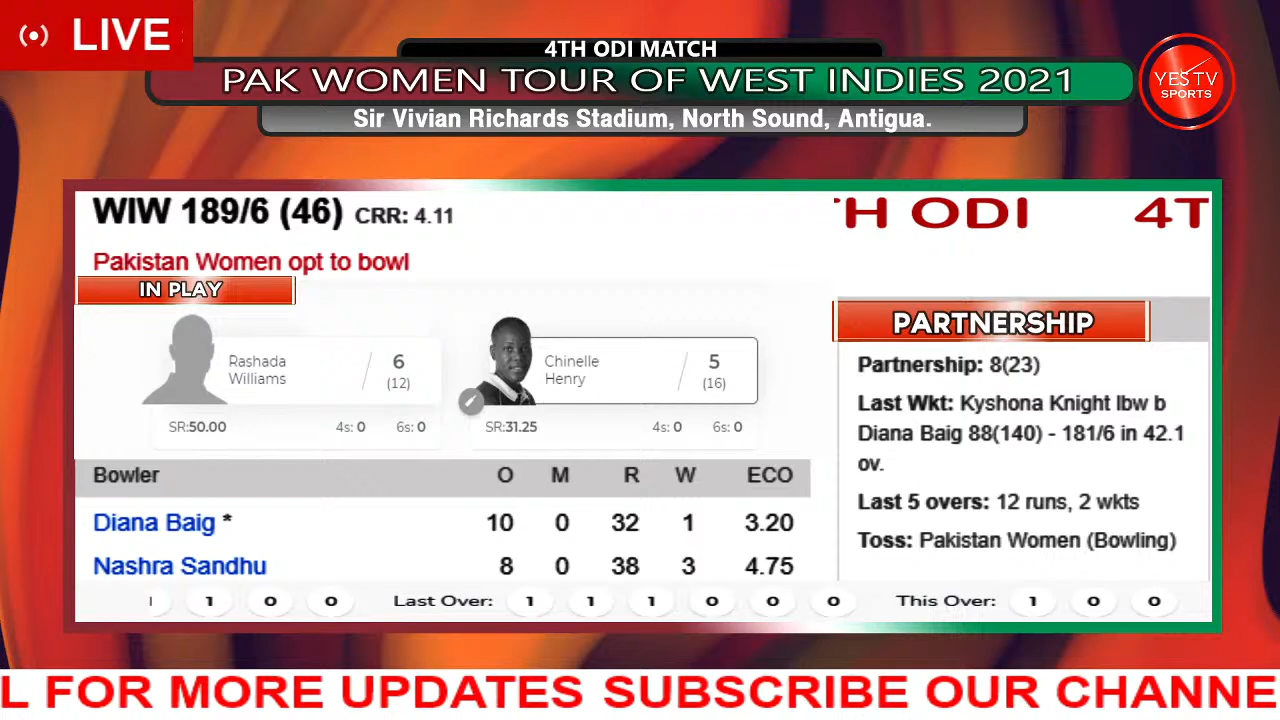 LIVE
4TH ODI MATCH
PAK WOMEN TOUR OF WEST INDIES 2021
Sir Vivian Richards Stadium, North Sound, Antigua.
YES TV
SPORTS
WIW 189/6 (46) CRR: 4.11
TH ODI 4T
Pakistan Women opt to bowl
IN PLAY
Rashada
Williams
6
(12)
SR:50.00 4s: 0 6s: 0
Chinelle
Henry
5
(16)
SR:31.25 4s: 0 6s: 0
Bowler O M R W ECO
Diana Baig * 10 0 32 1 3.20
Nashra Sandhu 8 0 38 3 4.75
PARTNERSHIP
Partnership: 8(23)
Last Wkt: Kyshona Knight lbw b
Diana Baig 88(140) - 181/6 in 42.1
ov.
Last 5 overs: 12 runs, 2 wkts
Toss: Pakistan Women (Bowling)
1 0 0 Last Over: 1 1 1 0 0 0 This Over: 1 0 0
L FOR MORE UPDATES SUBSCRIBE OUR CHANNE